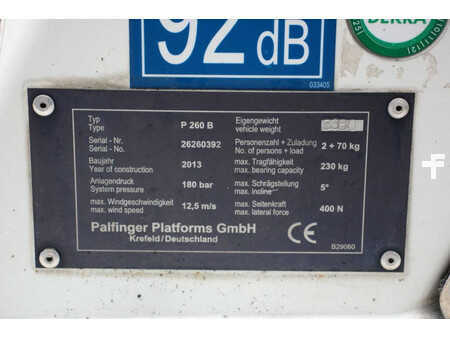 92 dB
033405
DEKRA
Typ
Type
P 260 B
Eigengewicht
vehicle weight
Serial - Nr.
Serial - No.
26260392
Personenzahl + Zuladung
No. of persons + load
2 + 70 kg
Baujahr
Year of construction
2013
max. Tragfähigkeit
max. bearing capacity
230 kg
Anlagendruck
System pressure
180 bar
max. Schrägstellung
max. incline
5°
max. Windgeschwindigkeit
max. wind speed
12,5 m/s
max. Seitenkraft
max. lateral force
400 N
Palfinger Platforms GmbH
Krefeld/Deutschland
CE
B29060